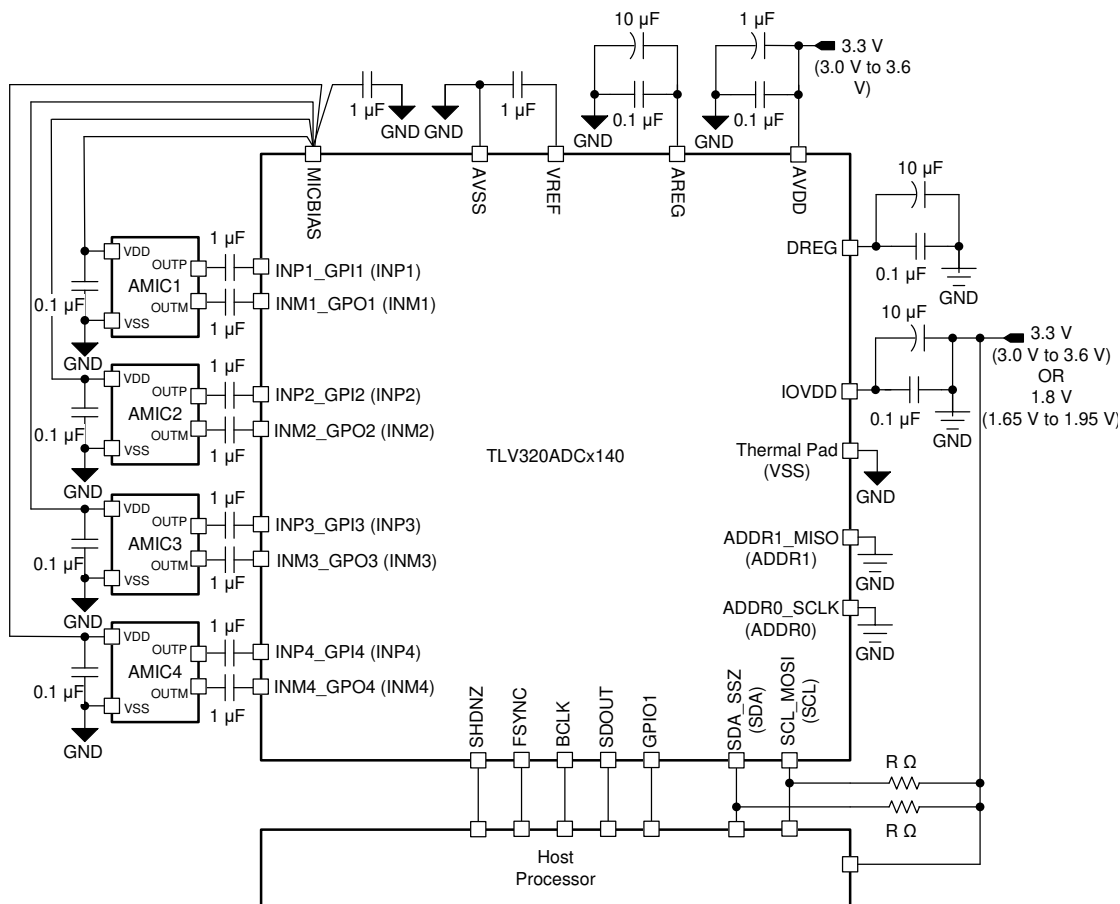 10 µF
1 µF
3.3 V
(3.0 V to 3.6
V)
1 µF
GND
GND
1 µF
0.1 µF
GND
0.1 µF
GND
MICBIAS
AVSS
VREF
AREG
AVDD
10 µF
DREG
0.1 µF
GND
1 µF
VDD
OUTP
AMIC1
OUTM
VSS
0.1 µF
GND
1 µF
INP1_GPI1 (INP1)
INM1_GPO1 (INM1)
10 µF
3.3 V
(3.0 V to 3.6 V)
OR
1.8 V
(1.65 V to 1.95 V)
IOVDD
0.1 µF
GND
1 µF
VDD
OUTP
AMIC2
OUTM
VSS
0.1 µF
GND
1 µF
INP2_GPI2 (INP2)
INM2_GPO2 (INM2)
TLV320ADCx140
Thermal Pad
(VSS)
GND
1 µF
VDD
OUTP
AMIC3
OUTM
VSS
0.1 µF
GND
1 µF
INP3_GPI3 (INP3)
INM3_GPO3 (INM3)
ADDR1_MISO
(ADDR1)
GND
ADDR0_SCLK
(ADDR0)
GND
1 µF
VDD
OUTP
AMIC4
OUTM
VSS
0.1 µF
GND
1 µF
INP4_GPI4 (INP4)
INM4_GPO4 (INM4)
SHDNZ
FSYNC
BCLK
SDOUT
GPIO1
SDA_SSZ
(SDA)
SCL_MOSI
(SCL)
R Ω
R Ω
Host
Processor